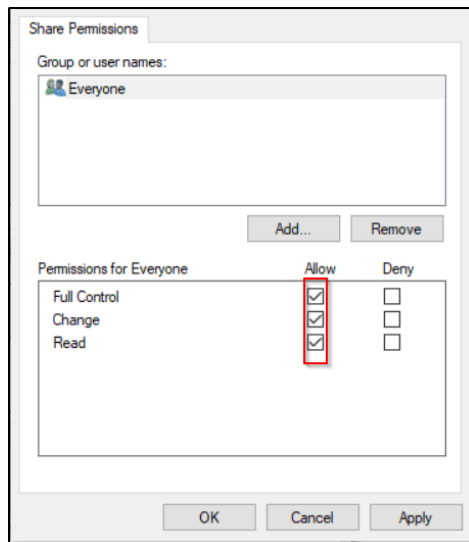 Share Permissions
Group or user names:
Everyone
Add... Remove
Permissions for Everyone Allow Deny
Full Control
Change
Read
OK Cancel Apply